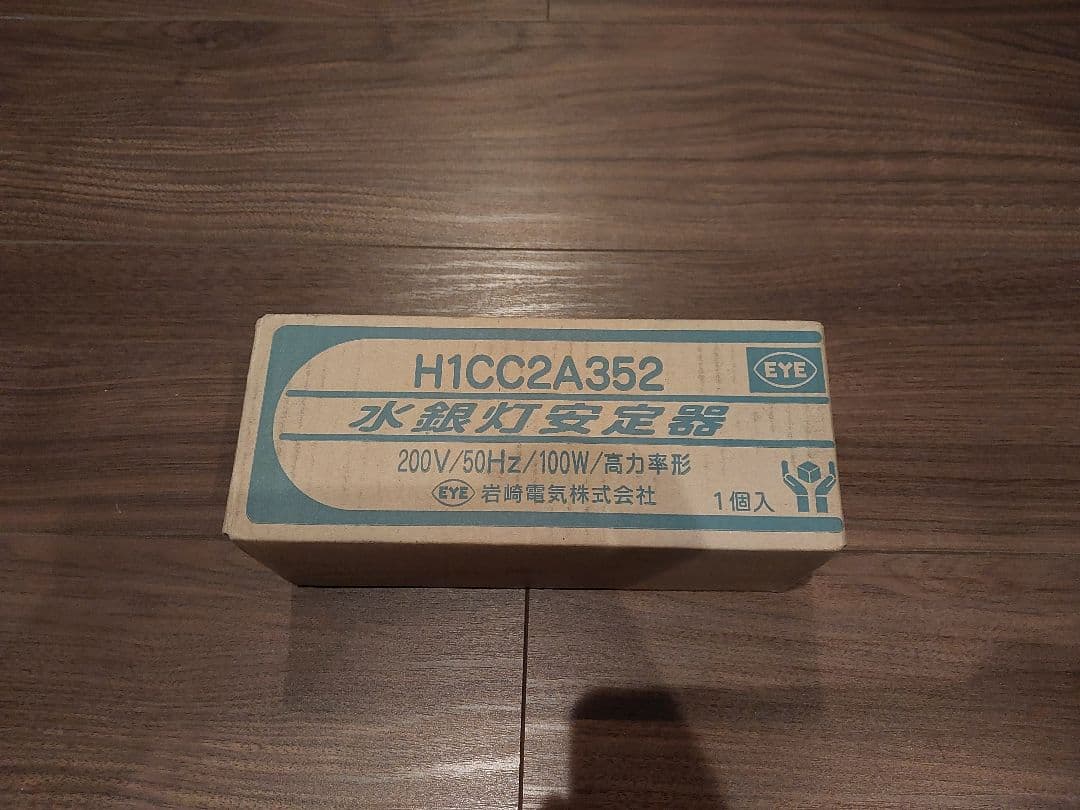 H1CC2A352
EYE
水銀灯安定器
200V/50Hz/100W/高力率形
EYE 岩崎電気株式会社
1個入